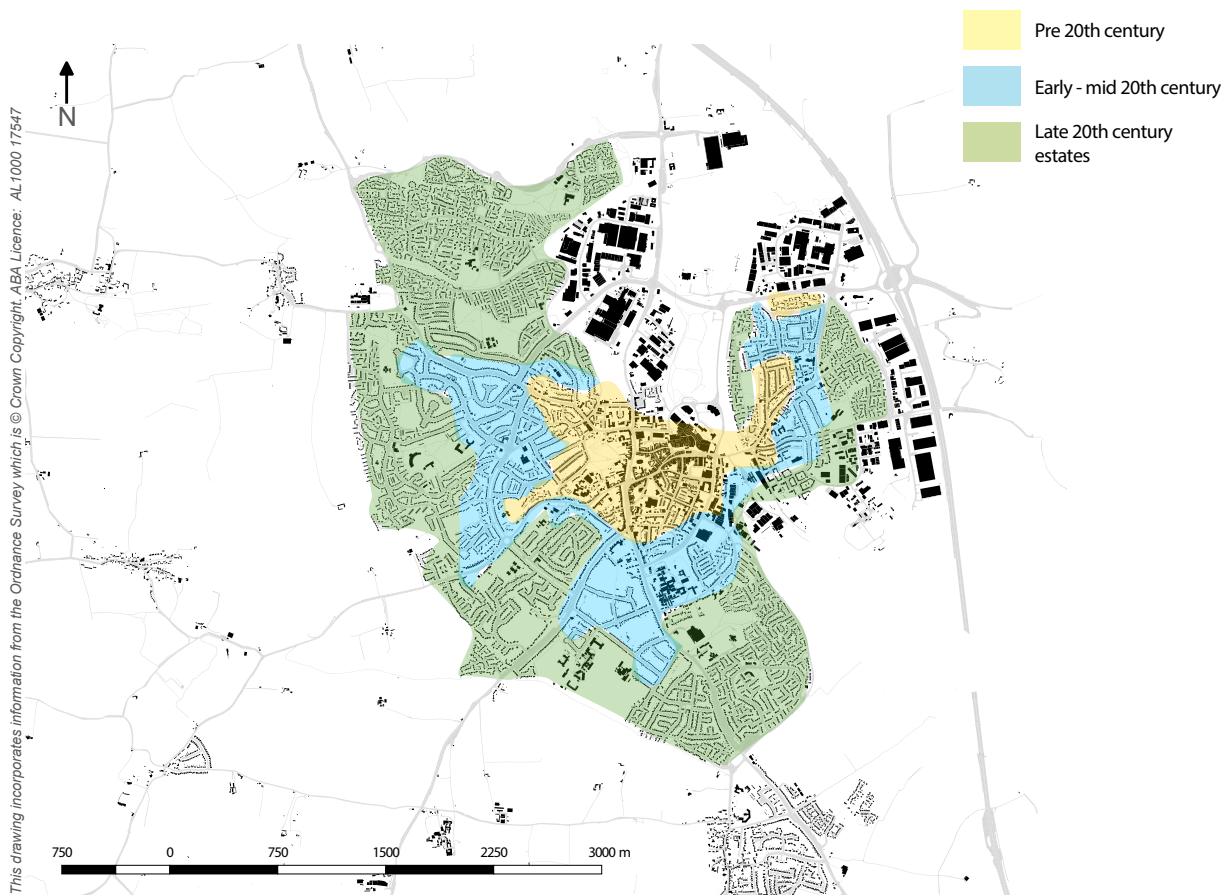 Pre 20th century
Early - mid 20th century
Late 20th century
estates
N
This drawing incorporates information from the Ordnance Survey which is © Crown Copyright. ABA Licence: AL1000 17547
750 0 750 1500 2250 3000 m